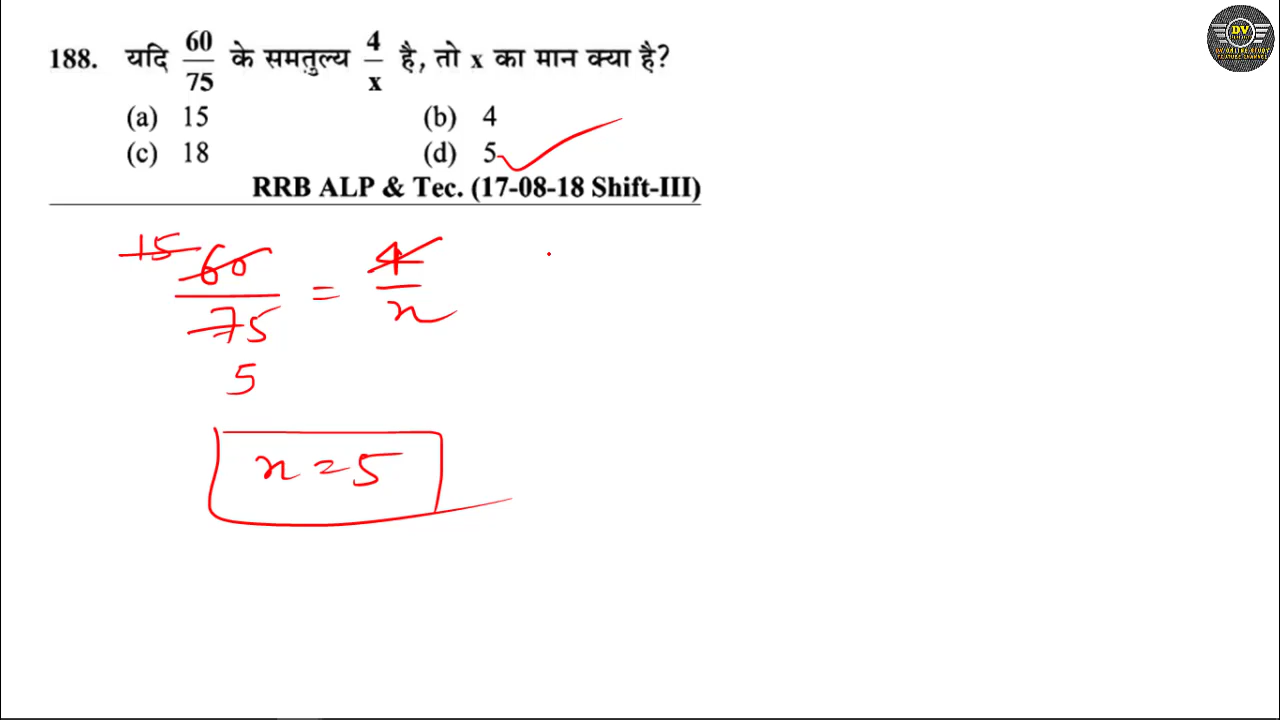 188. यदि 60/75 के समतुल्य 4/x है, तो x का मान क्या है?
(a) 15 (b) 4
(c) 18 (d) 5
RRB ALP & Tec. (17-08-18 Shift-III)
15 60/75 = 4/n
5
n = 5
DV